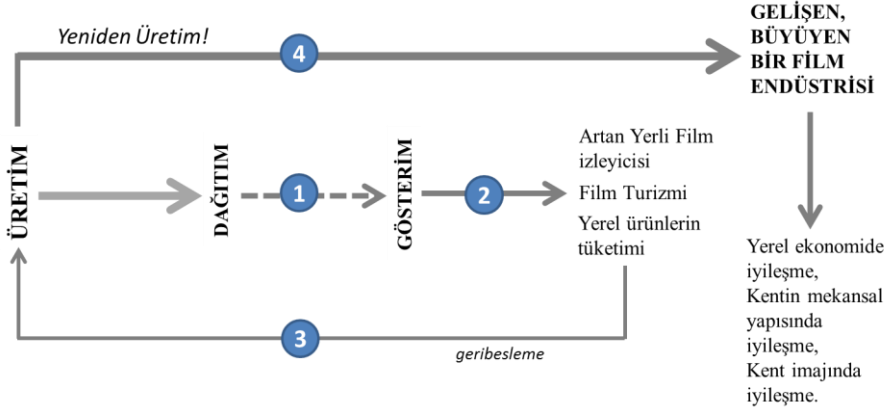 Yeniden Üretim!
4
GELİŞEN,
BÜYÜYEN
BİR FİLM
ENDÜSTRİSİ
ÜRETİM
DAĞITIM
1
GÖSTERİM
2
Artan Yerli Film
izleyicisi
Film Turizmi
Yerel ürünlerin
tüketimi
3
geribesleme
Yerel ekonomide
iyileşme,
Kentin mekansal
yapısında
iyileşme,
Kent imajında
iyileşme.